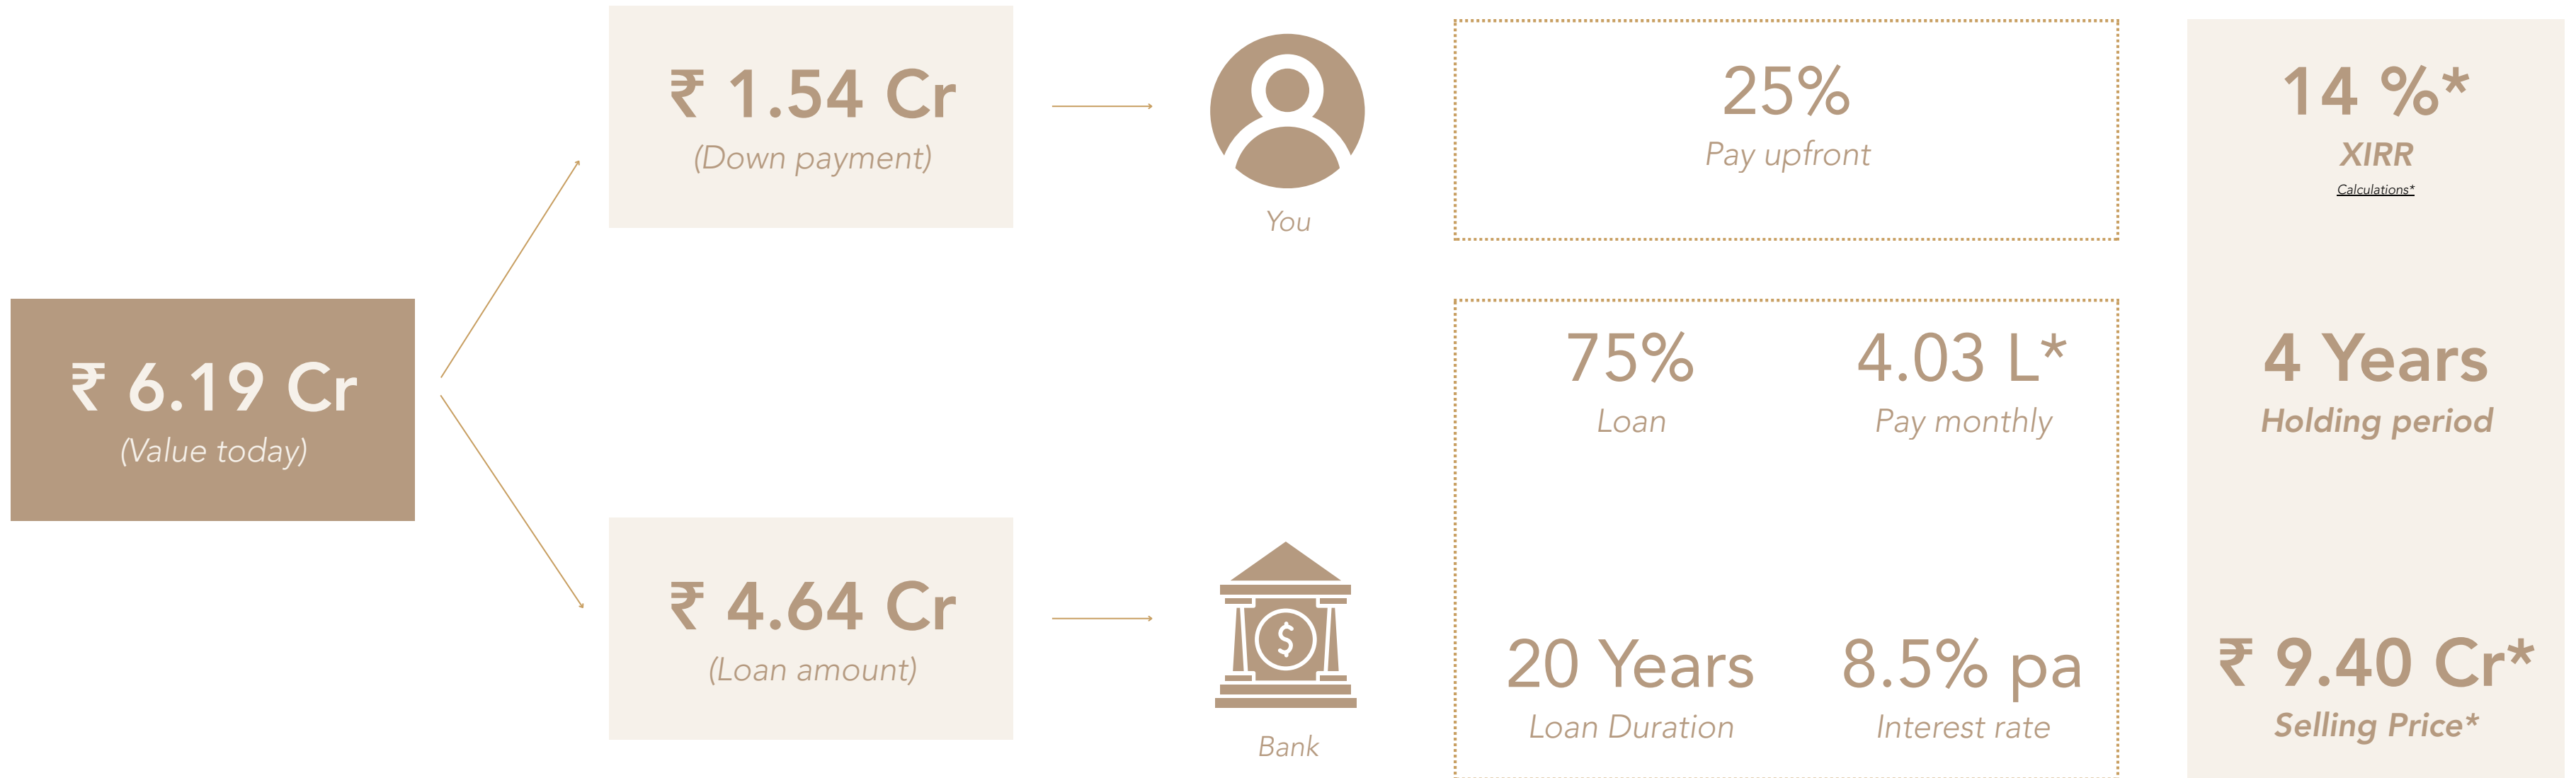 ₹ 6.19 Cr
(Value today)
₹ 1.54 Cr
(Down payment)
You
25%
Pay upfront
₹ 4.64 Cr
(Loan amount)
$
Bank
75%
Loan
4.03 L*
Pay monthly
20 Years
Loan Duration
8.5% pa
Interest rate
14 %*
XIRR
Calculations*
4 Years
Holding period
₹ 9.40 Cr*
Selling Price*